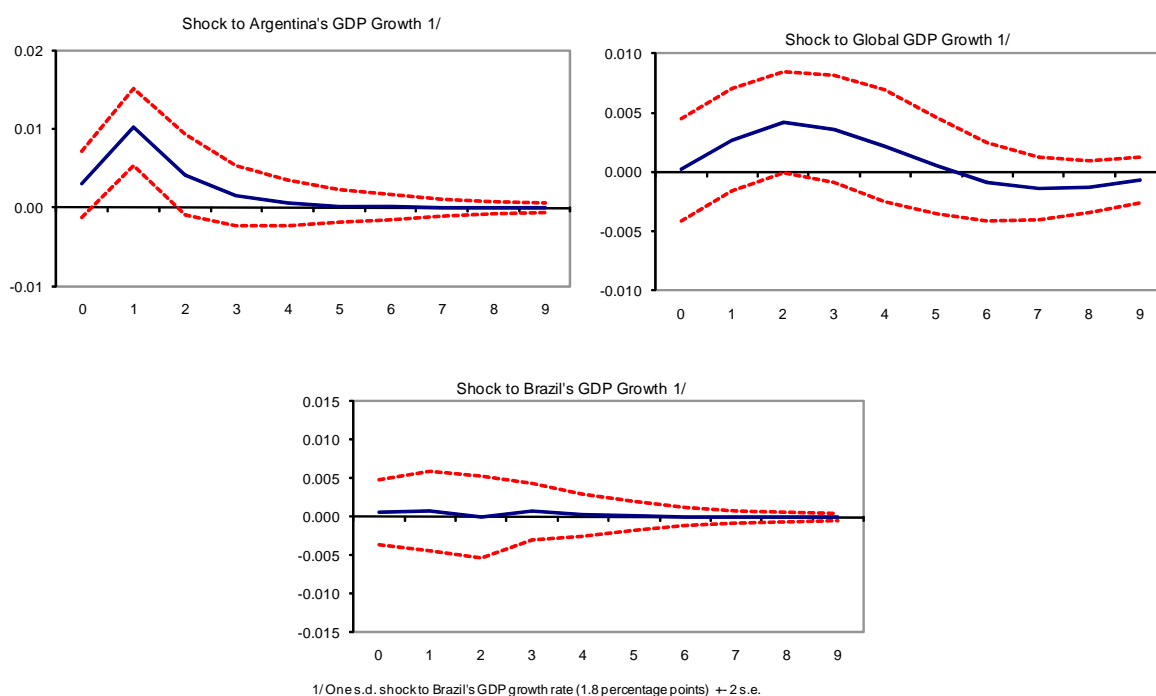 Shock to Argentina's GDP Growth 1/
0.02
0.01
0.00
-0.01
0 1 2 3 4 5 6 7 8 9
Shock to Global GDP Growth 1/
0.010
0.005
0.000
-0.005
-0.010
0 1 2 3 4 5 6 7 8 9
Shock to Brazil's GDP Growth 1/
0.015
0.010
0.005
0.000
-0.005
-0.010
-0.015
0 1 2 3 4 5 6 7 8 9
1/ One s.d. shock to Brazil's GDP growth rate (1.8 percentage points) +- 2 s.e.